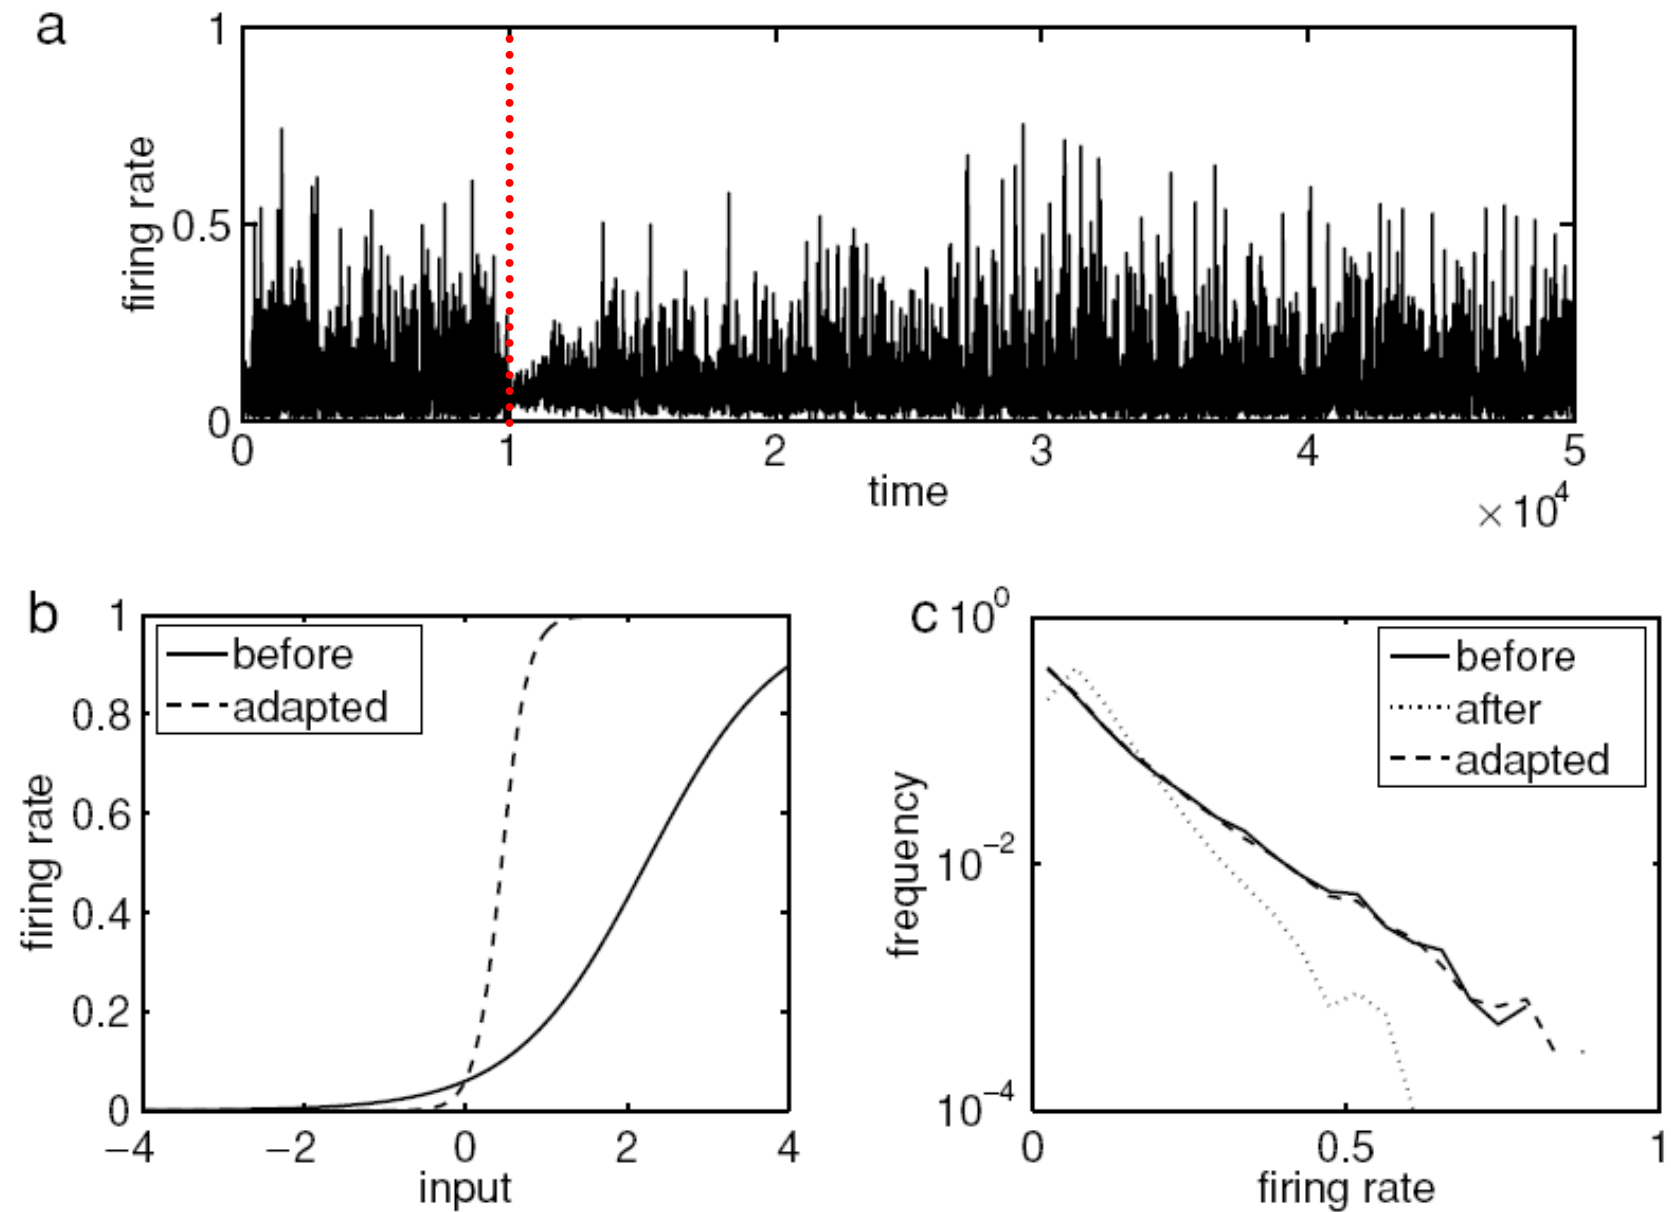 a
1
0.5
0
firing rate
0 1 2 3 4 5
time
× 10⁴
b
1
0.8
0.6
0.4
0.2
0
firing rate
before
adapted
−4 −2 0 2 4
input
c
10⁰
10⁻²
10⁻⁴
frequency
before
after
adapted
0 0.5 1
firing rate